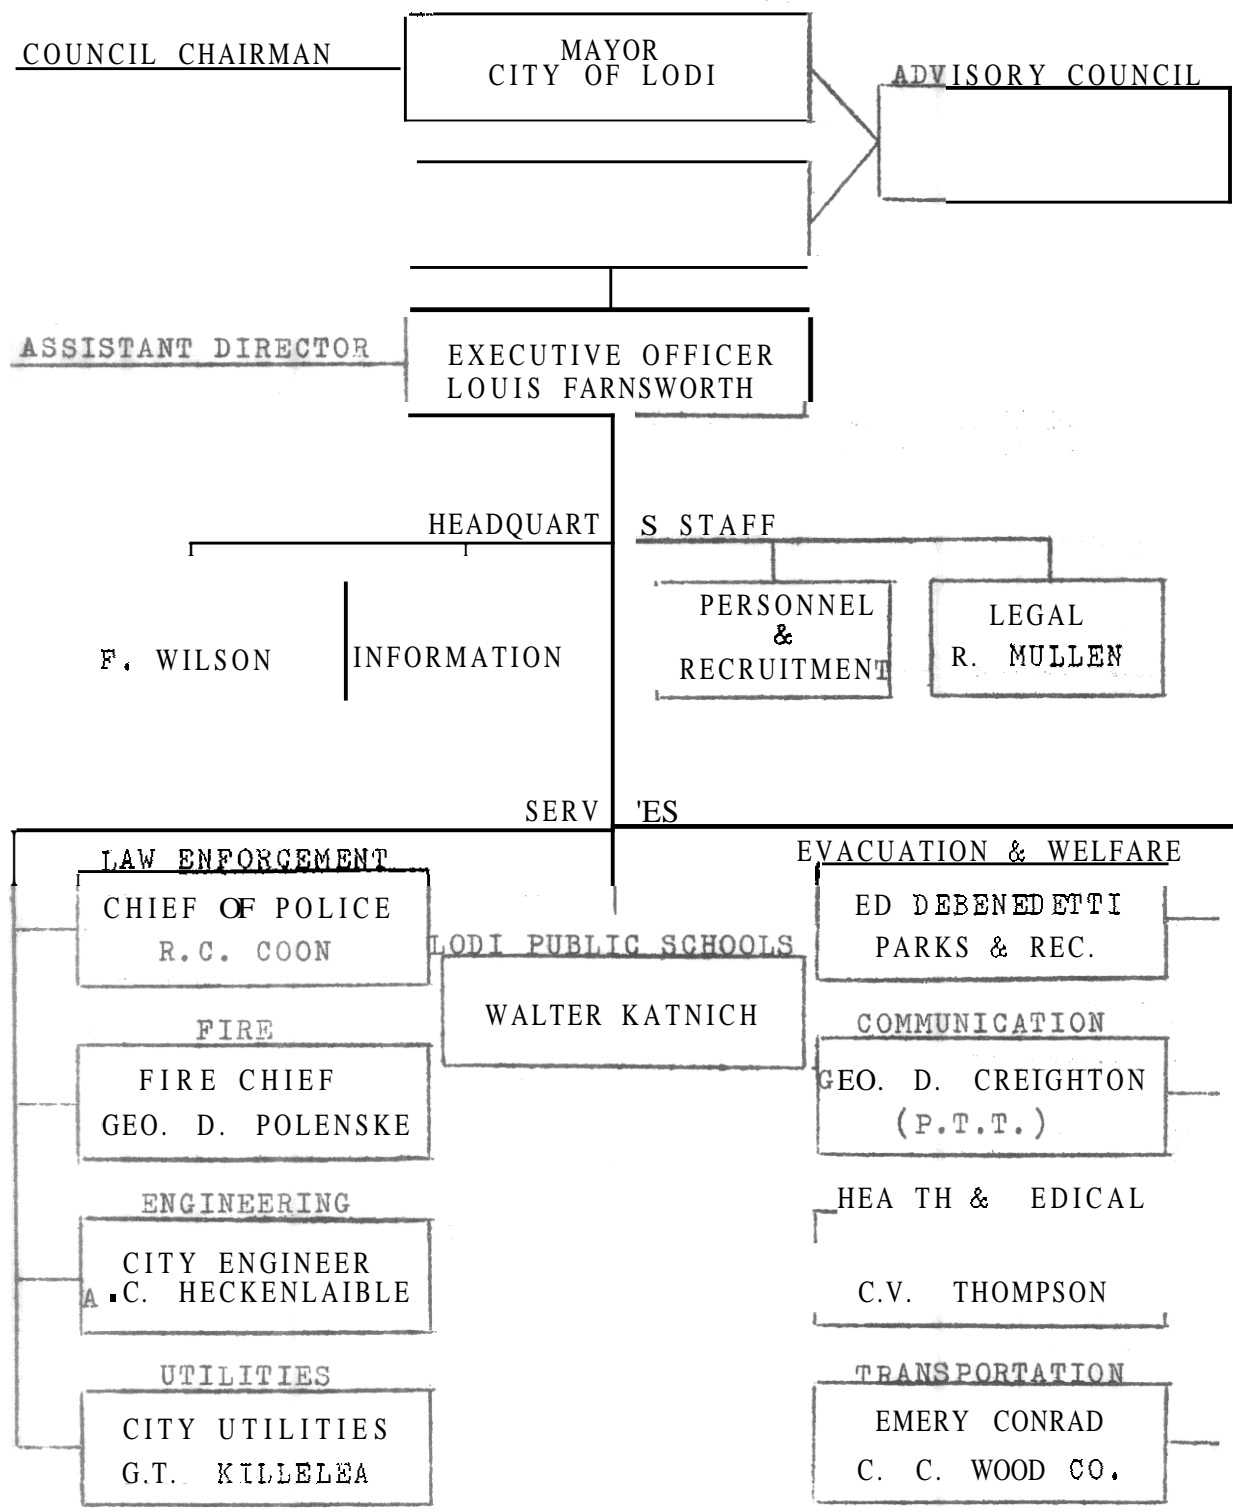 COUNCIL CHAIRMAN
MAYOR
CITY OF LODI
ADVISORY COUNCIL
ASSISTANT DIRECTOR
EXECUTIVE OFFICER
LOUIS FARNSWORTH
HEADQUART S STAFF
F. WILSON
INFORMATION
PERSONNEL
&
RECRUITMENT
LEGAL
R. MULLEN
SERV 'ES
LAW ENFORCEMENT
CHIEF OF POLICE
R.C. COON
FIRE
FIRE CHIEF
GEO. D. POLENSKE
ENGINEERING
CITY ENGINEER
A.C. HECKENLAIBLE
UTILITIES
CITY UTILITIES
G.T. KILLELEA
LODI PUBLIC SCHOOLS
WALTER KATNICH
EVACUATION & WELFARE
ED DEBENEDETTI
PARKS & REC.
COMMUNICATION
GEO. D. CREIGHTON
(P.T.T.)
HEA TH & EDICAL
C.V. THOMPSON
TRANSPORTATION
EMERY CONRAD
C. C. WOOD CO.